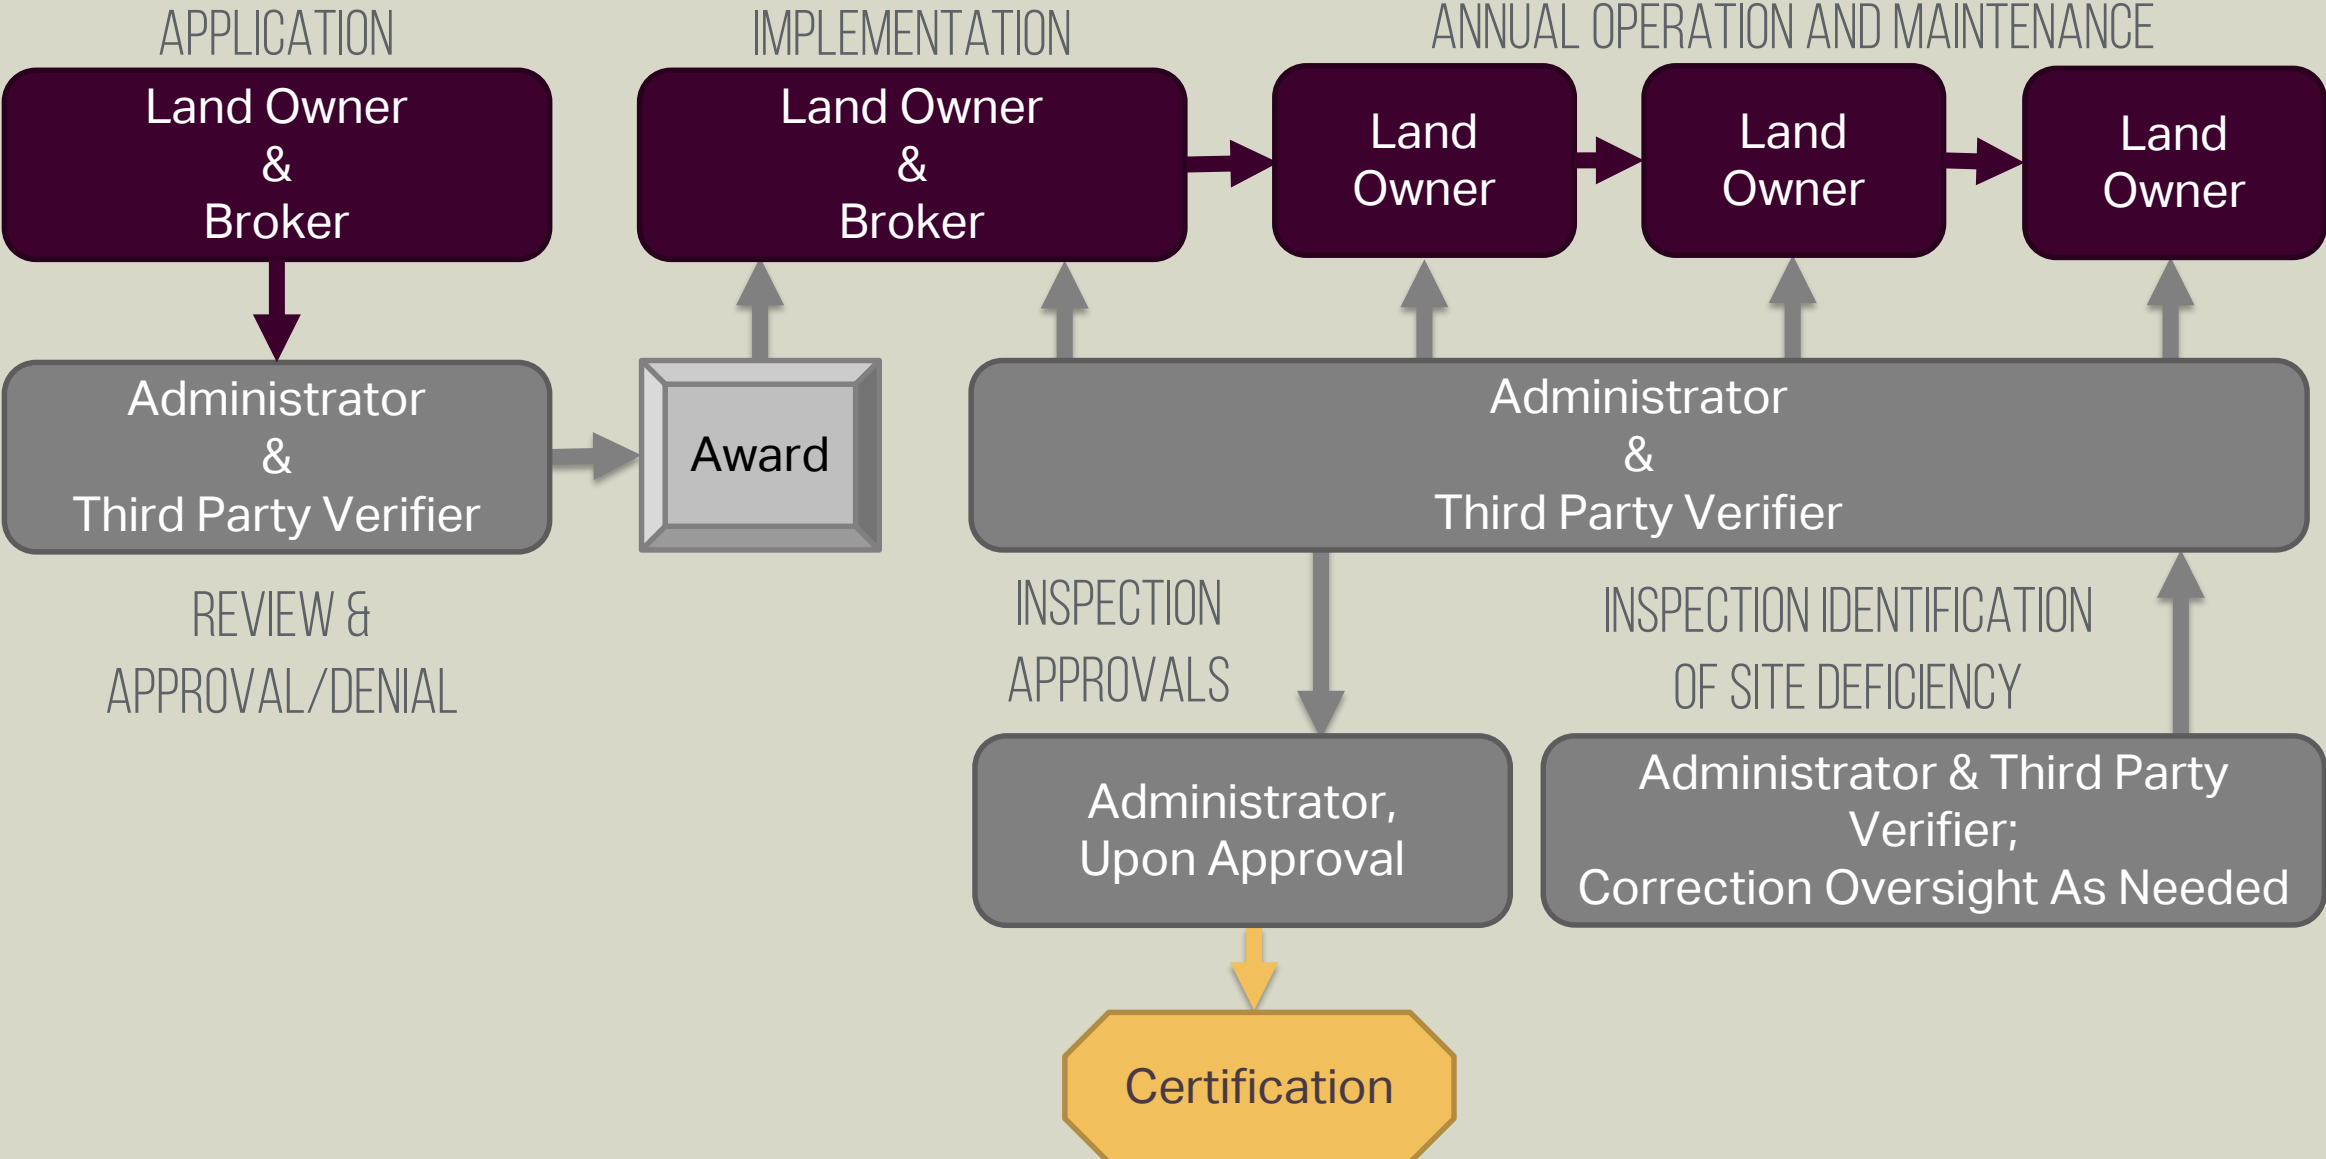 APPLICATION
IMPLEMENTATION
ANNUAL OPERATION AND MAINTENANCE
Land Owner
&
Broker
Land Owner
&
Broker
Land
Owner
Land
Owner
Land
Owner
Administrator
&
Third Party Verifier
Award
Administrator
&
Third Party Verifier
REVIEW &
APPROVAL/DENIAL
INSPECTION
APPROVALS
INSPECTION IDENTIFICATION
OF SITE DEFICIENCY
Administrator,
Upon Approval
Administrator & Third Party
Verifier;
Correction Oversight As Needed
Certification